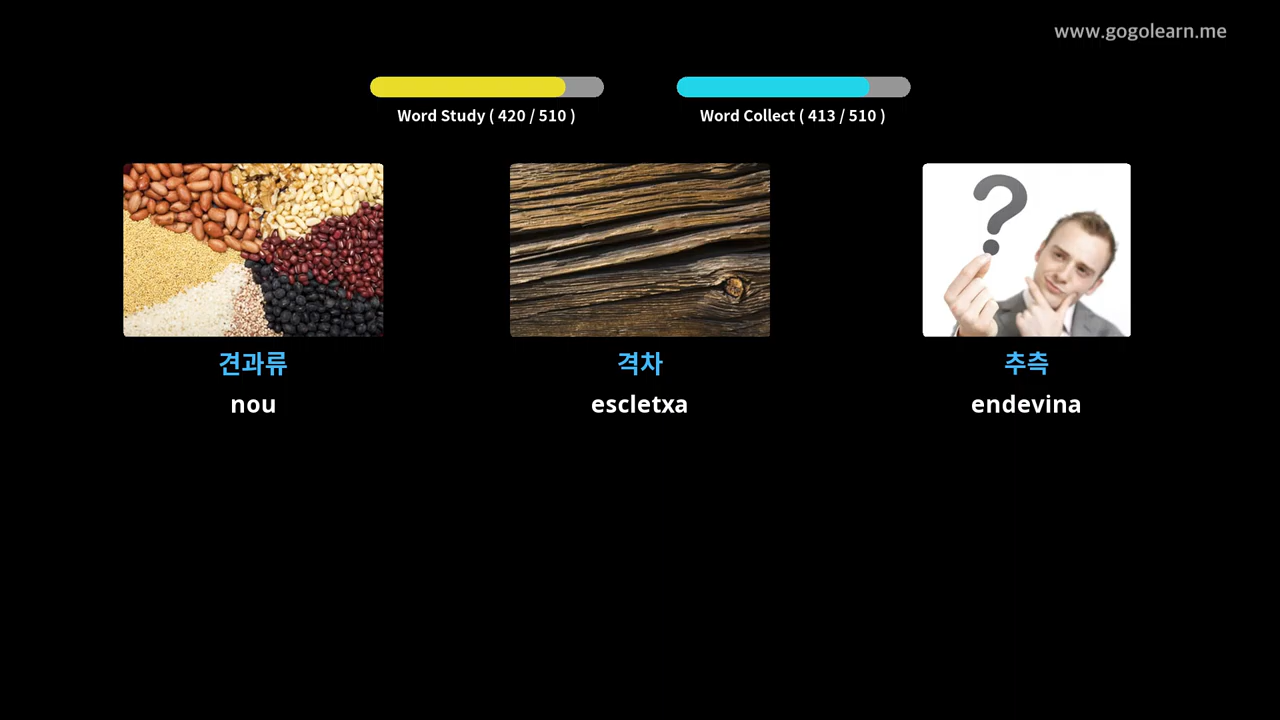 www.gogolearn.me
Word Study ( 420 / 510 )
Word Collect ( 413 / 510 )
견과류
nou
격차
escletxa
추측
endevina